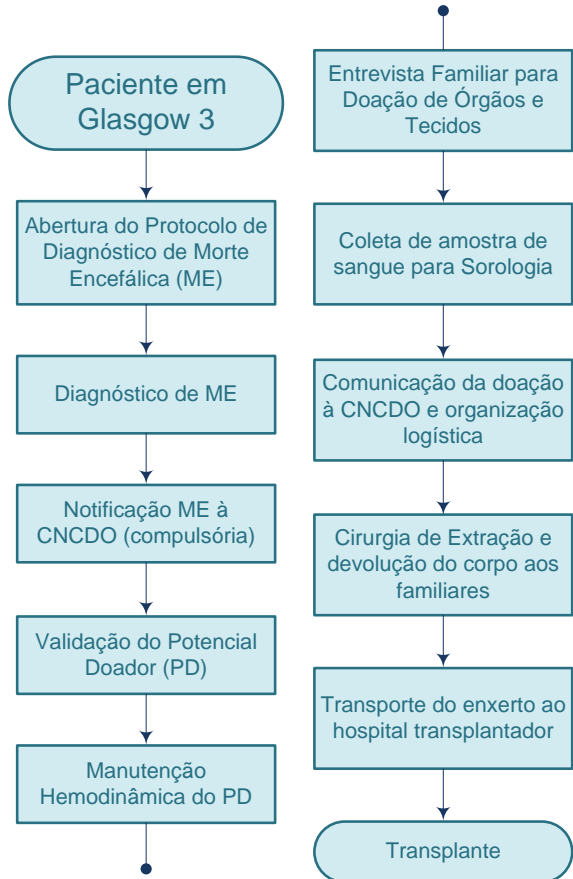 Paciente em
Glasgow 3
Abertura do Protocolo de
Diagnóstico de Morte
Encefálica (ME)
Diagnóstico de ME
Notificação ME à
CNCDO (compulsória)
Validação do Potencial
Doador (PD)
Manutenção
Hemodinâmica do PD
Entrevista Familiar para
Doação de Órgãos e
Tecidos
Coleta de amostra de
sangue para Sorologia
Comunicação da doação
à CNCDO e organização
logística
Cirurgia de Extração e
devolução do corpo aos
familiares
Transporte do enxerto ao
hospital transplantador
Transplante